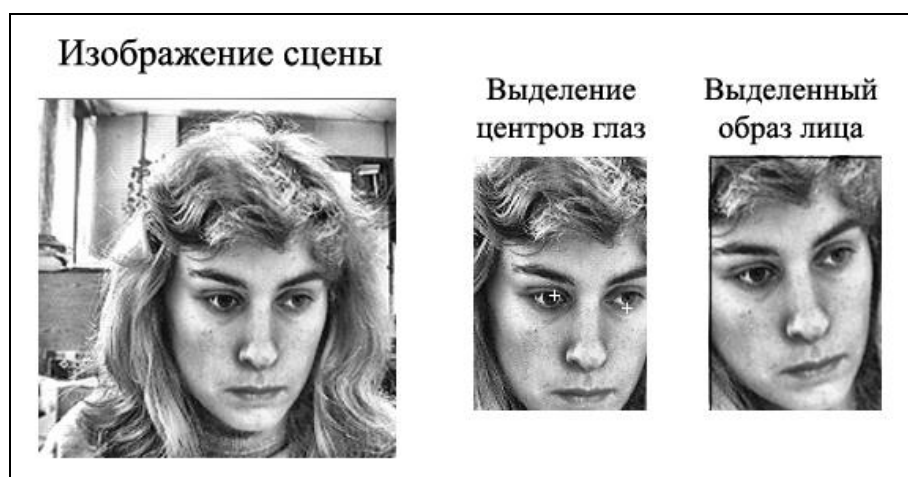 Изображение сцены
Выделение
центров глаз
Выделенный
образ лица